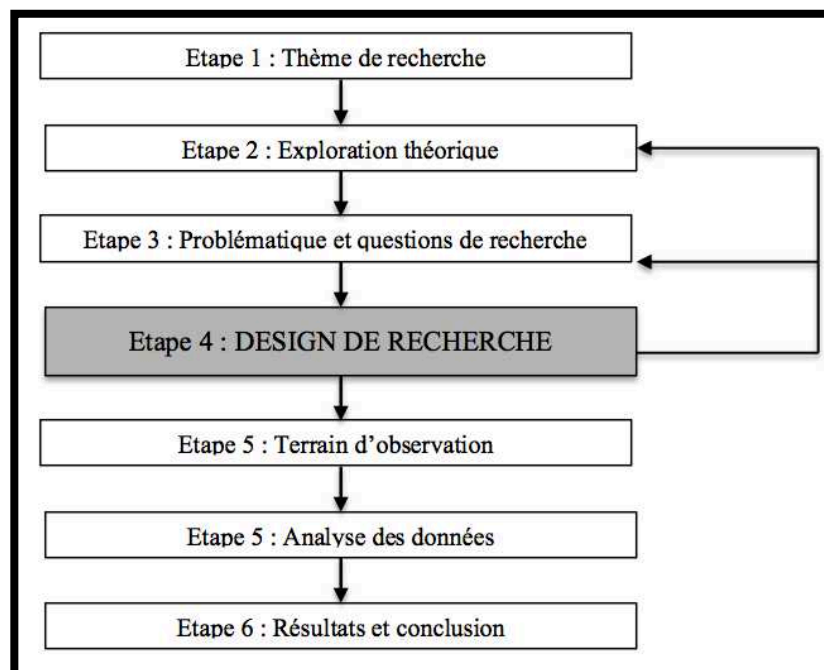 Etape 1 : Thème de recherche
Etape 2 : Exploration théorique
Etape 3 : Problématique et questions de recherche
Etape 4 : DESIGN DE RECHERCHE
Etape 5 : Terrain d’observation
Etape 5 : Analyse des données
Etape 6 : Résultats et conclusion